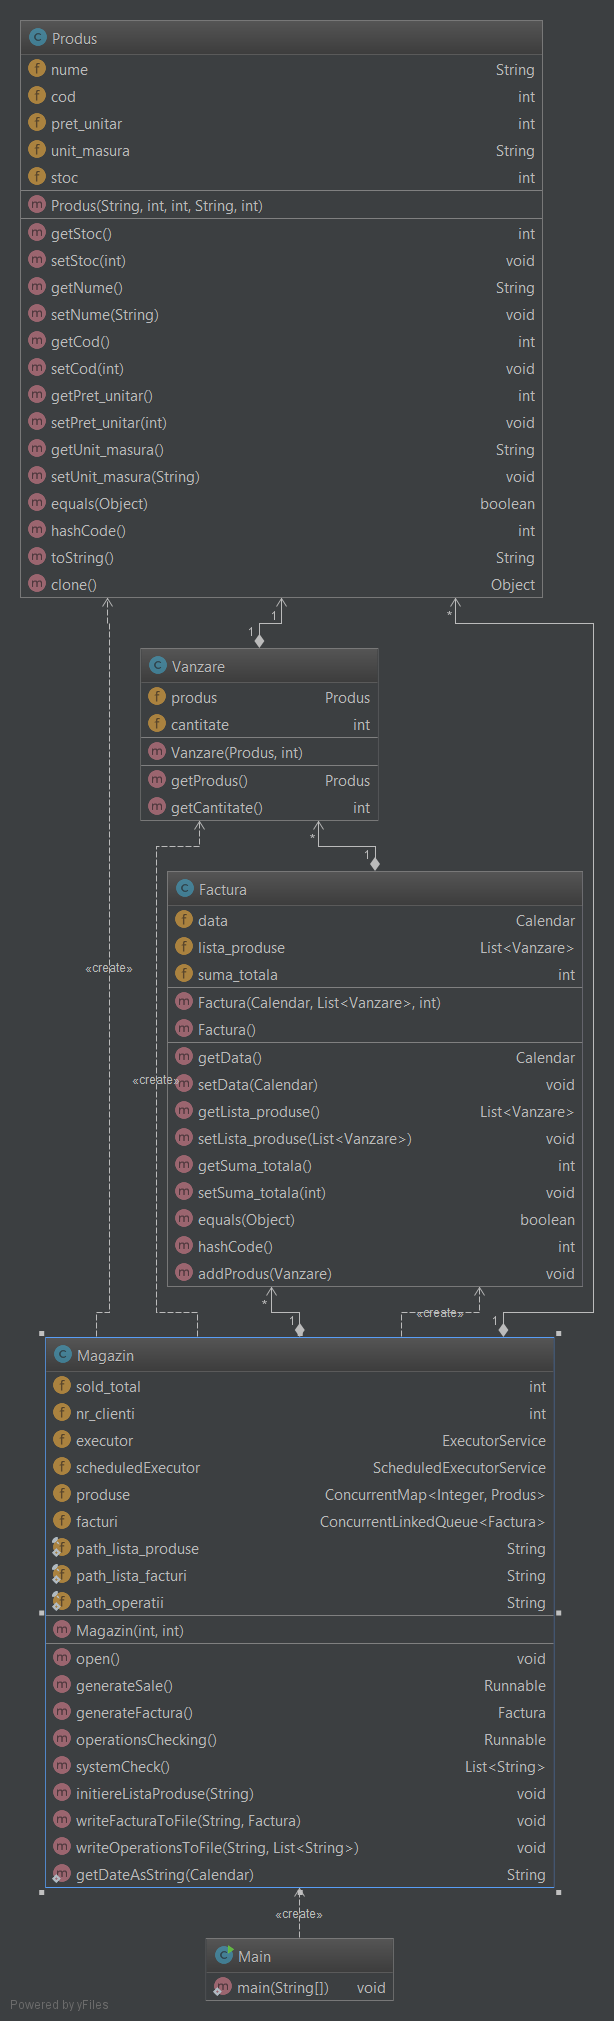 Produs
nume String
cod int
pret_unitar int
unit_masura String
stoc int
Produs(String, int, int, String, int)
getStoc() int
setStoc(int) void
getNume() String
setNume(String) void
getCod() int
setCod(int) void
getPret_unitar() int
setPret_unitar(int) void
getUnit_masura() String
setUnit_masura(String) void
equals(Object) boolean
hashCode() int
toString() String
clone() Object
1 1 *
Vanzare
produs Produs
cantitate int
Vanzare(Produs, int)
getProdus() Produs
getCantitate() int
* 1
Factura
data Calendar
lista_produse List<Vanzare>
«create»
suma_totala int
Factura(Calendar, List<Vanzare>, int)
Factura()
getData() Calendar
«create»
setData(Calendar) void
getLista_produse() List<Vanzare>
setLista_produse(List<Vanzare>) void
getSuma_totala() int
setSuma_totala(int) void
equals(Object) boolean
hashCode() int
addProdus(Vanzare) void
* 1 «create» 1
Magazin
sold_total int
nr_clienti int
executor ExecutorService
scheduledExecutor ScheduledExecutorService
produse ConcurrentMap<Integer, Produs>
facturi ConcurrentLinkedQueue<Factura>
path_lista_produse String
path_lista_facturi String
path_operatii String
Magazin(int, int)
open() void
generateSale() Runnable
generateFactura() Factura
operationsChecking() Runnable
systemCheck() List<String>
initiereListaProduse(String) void
writeFacturaToFile(String, Factura) void
writeOperationsToFile(String, List<String>) void
getDateAsString(Calendar) String
«create»
Main
main(String[]) void
Powered by yFiles